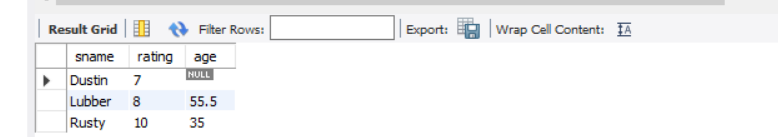 Result Grid Filter Rows: Export: Wrap Cell Content: IA
sname rating age
Dustin 7 NULL
Lubber 8 55.5
Rusty 10 35